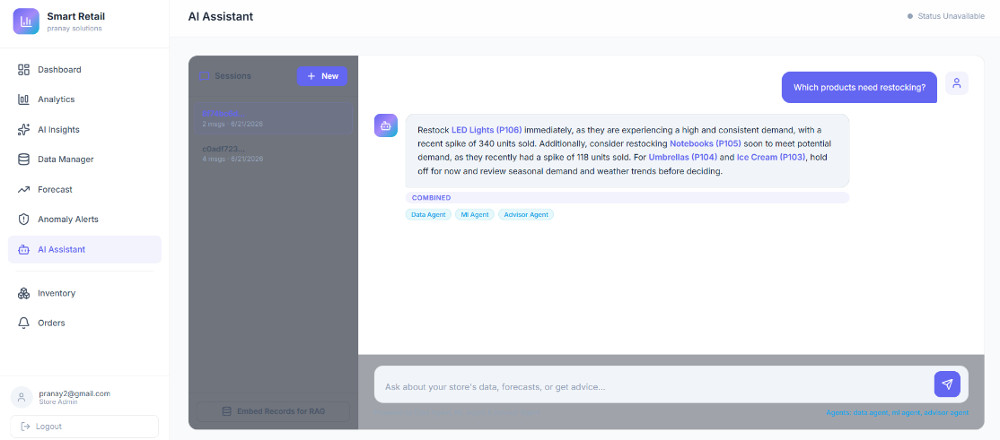 Smart Retail
pranay solutions
Dashboard
Analytics
AI Insights
Data Manager
Forecast
Anomaly Alerts
AI Assistant
Inventory
Orders
pranay2@gmail.com
Store Admin
Logout
AI Assistant
Status Unavailable
Sessions
New
2 msgs · 6/21/2026
c0adf723...
4 msgs · 6/21/2026
Embed Records for RAG
Which products need restocking?
Restock LED Lights (P106) immediately, as they are experiencing a high and consistent demand, with a
recent spike of 340 units sold. Additionally, consider restocking Notebooks (P105) soon to meet potential
demand, as they recently had a spike of 118 units sold. For Umbrellas (P104) and Ice Cream (P103), hold
off for now and review seasonal demand and weather trends before deciding.
COMBINED
Data Agent
Ml Agent
Advisor Agent
Ask about your store's data, forecasts, or get advice...
Agents: data agent, ml agent, advisor agent